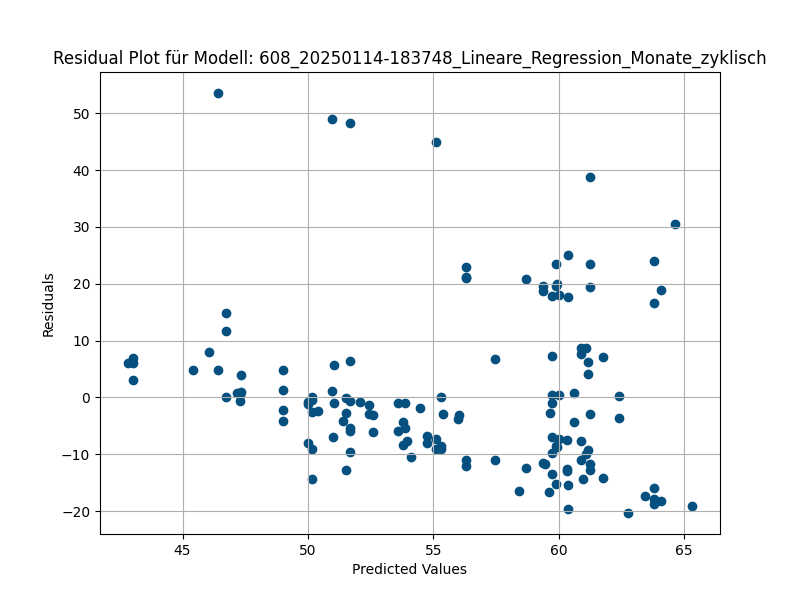 Residual Plot für Modell: 608_20250114-183748_Lineare_Regression_Monate_zyklisch
50
40
30
20
10
0
−10
−20
Residuals
45 50 55 60 65
Predicted Values